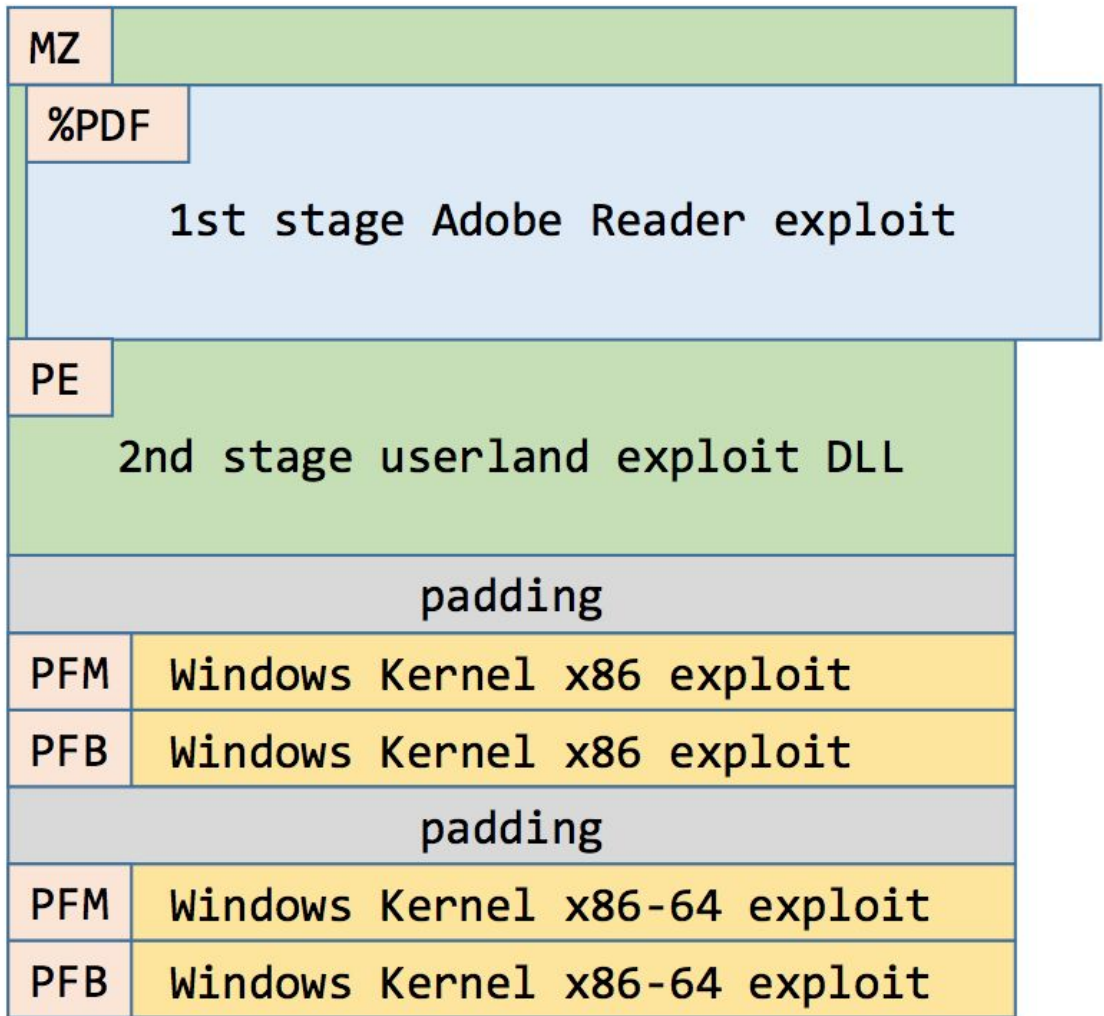 MZ
%PDF
1st stage Adobe Reader exploit
PE
2nd stage userland exploit DLL
padding
PFM Windows Kernel x86 exploit
PFB Windows Kernel x86 exploit
padding
PFM Windows Kernel x86-64 exploit
PFB Windows Kernel x86-64 exploit